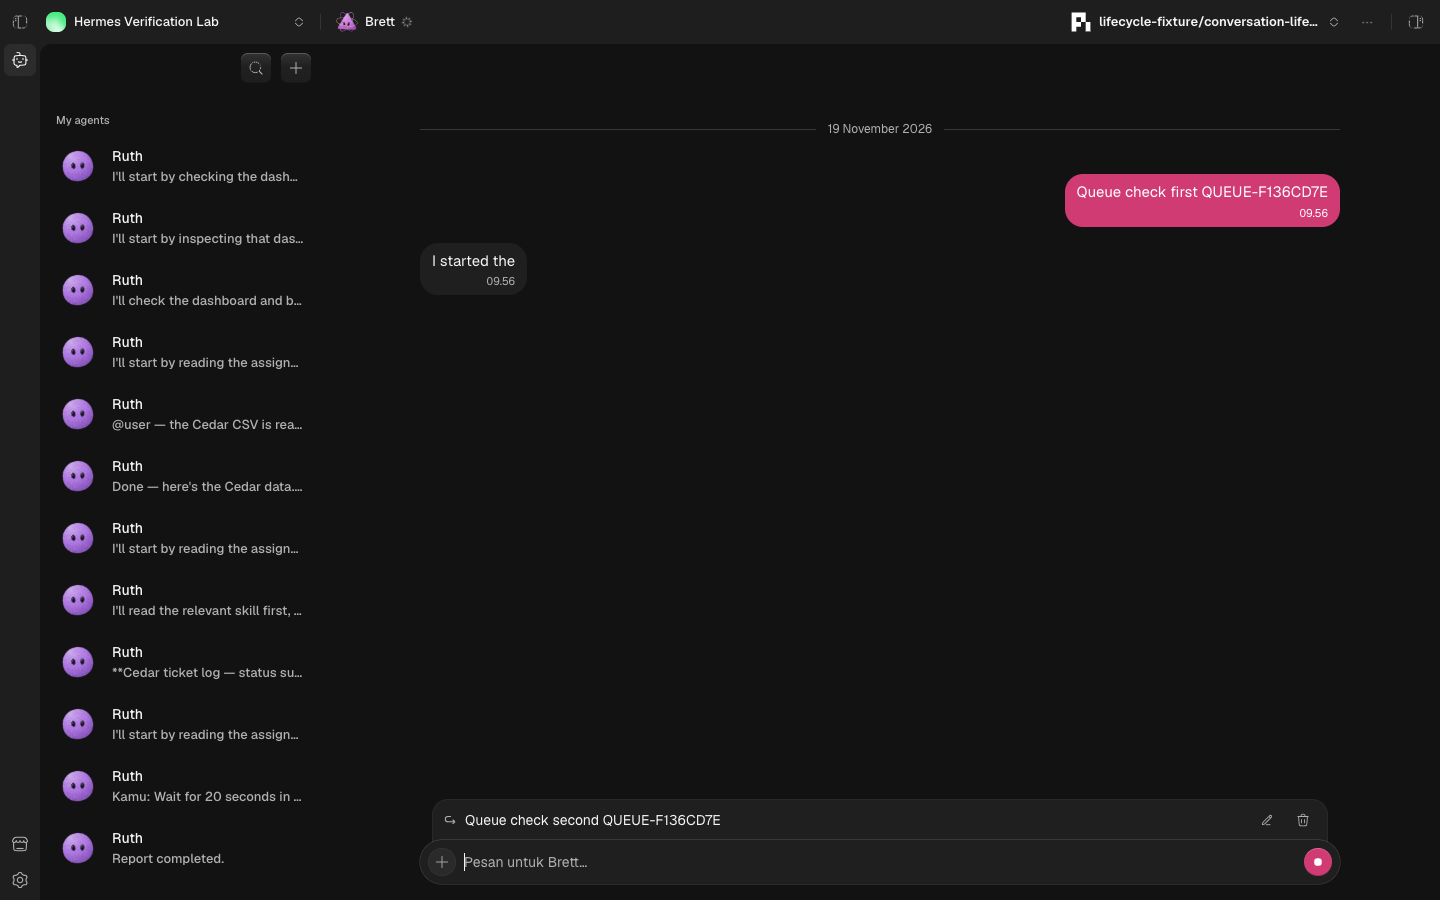 Hermes Verification Lab
Brett
lifecycle-fixture/conversation-life...
My agents
Ruth
I'll start by checking the dash...
Ruth
I'll start by inspecting that das...
Ruth
I'll check the dashboard and b...
Ruth
I'll start by reading the assign...
Ruth
@user — the Cedar CSV is rea...
Ruth
Done — here's the Cedar data....
Ruth
I'll start by reading the assign...
Ruth
I'll read the relevant skill first, ...
Ruth
**Cedar ticket log — status su...
Ruth
I'll start by reading the assign...
Ruth
Kamu: Wait for 20 seconds in ...
Ruth
Report completed.
19 November 2026
Queue check first QUEUE-F136CD7E
09.56
I started the
09.56
Queue check second QUEUE-F136CD7E
Pesan untuk Brett...